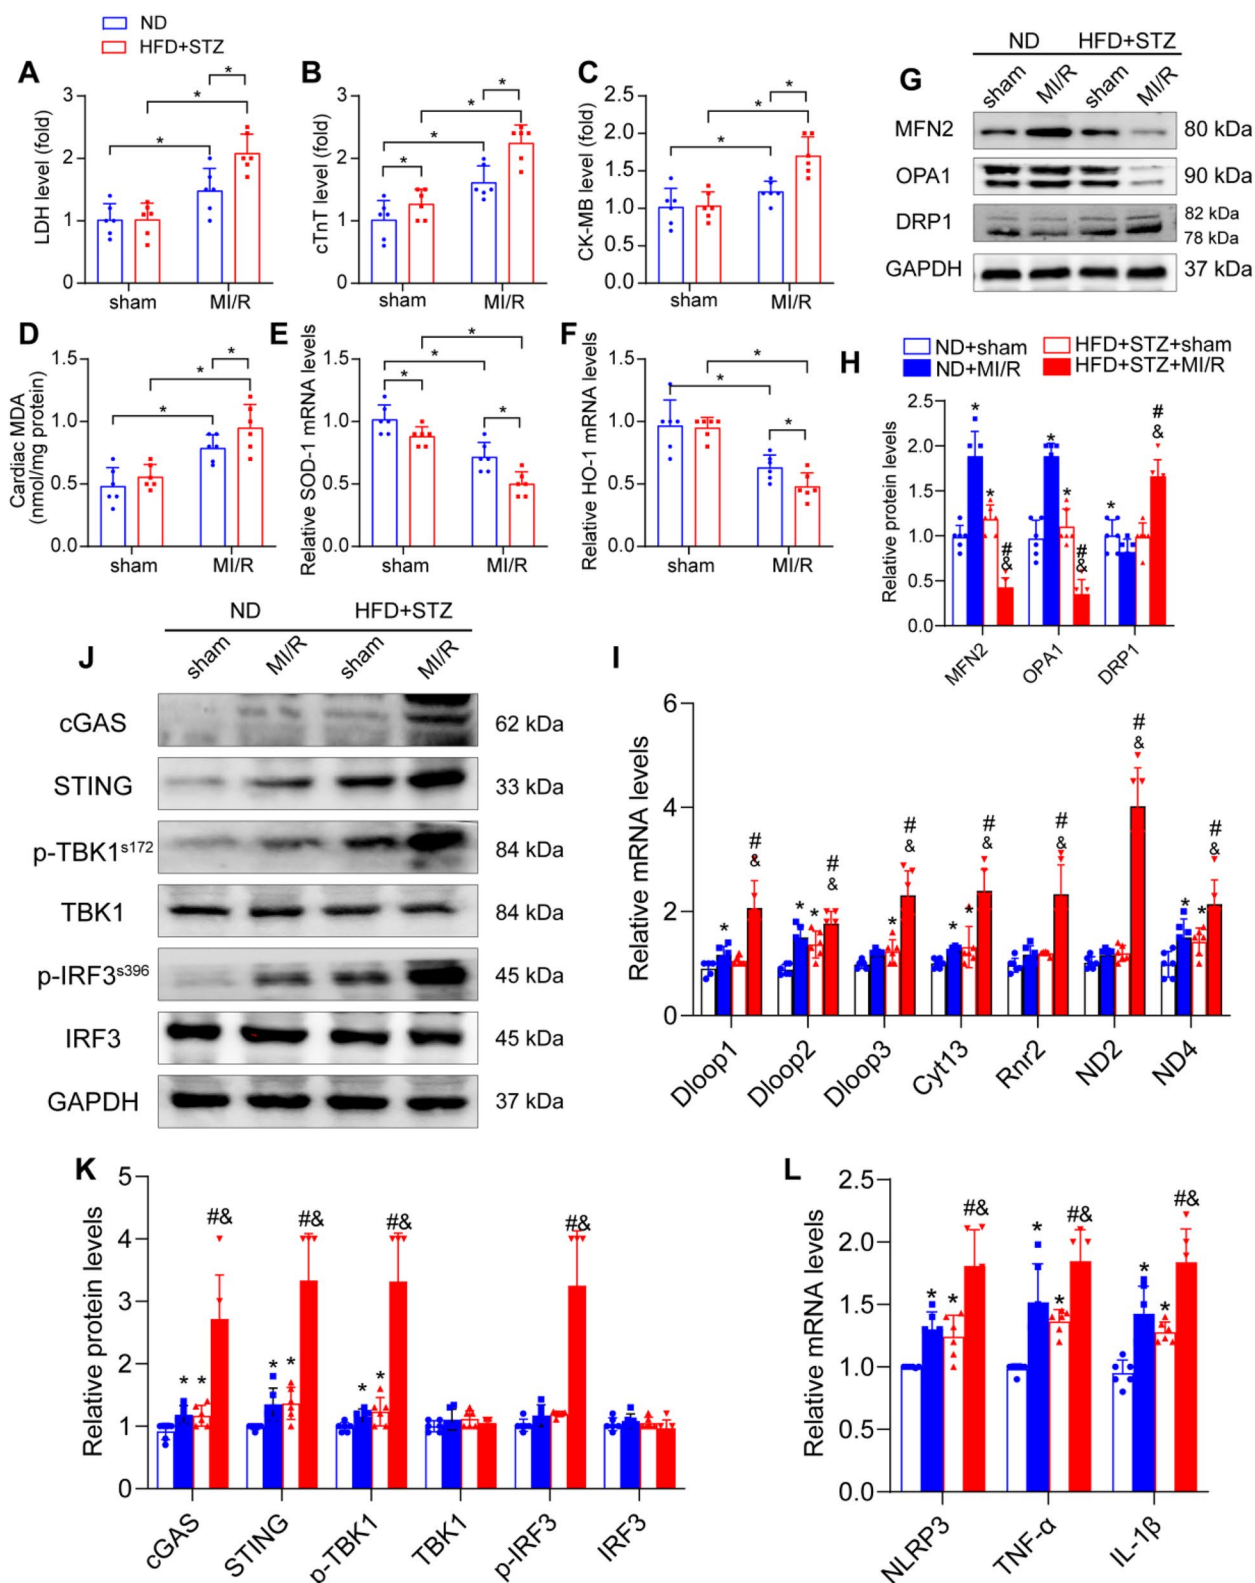 ND
HFD+STZ
A
LDH level (fold)
3
2
1
0
sham
MI/R
*
*
*
B
cTnT level (fold)
3
2
1
0
sham
MI/R
*
*
*
*
C
CK-MB level (fold)
2.5
2.0
1.5
1.0
0.5
0.0
sham
MI/R
*
*
*
G
ND HFD+STZ
sham MI/R sham MI/R
MFN2 80 kDa
OPA1 90 kDa
DRP1 82 kDa
78 kDa
GAPDH 37 kDa
D
Cardiac MDA
(nmol/mg protein)
1.5
1.0
0.5
0.0
sham
MI/R
*
*
*
E
Relative SOD-1 mRNA levels
1.5
1.0
0.5
0.0
sham
MI/R
*
*
*
*
F
Relative HO-1 mRNA levels
1.5
1.0
0.5
0.0
sham
MI/R
*
*
*
H
ND+sham HFD+STZ+sham
ND+MI/R HFD+STZ+MI/R
Relative protein levels
2.5
2.0
1.5
1.0
0.5
0.0
* * #&
* * #&
* #
&
MFN2 OPA1 DRP1
J
ND HFD+STZ
sham MI/R sham MI/R
cGAS 62 kDa
STING 33 kDa
p-TBK1s172 84 kDa
TBK1 84 kDa
p-IRF3s396 45 kDa
IRF3 45 kDa
GAPDH 37 kDa
I
Relative mRNA levels
6
4
2
0
* #
&
* * #
&
* #
&
* * #
&
#
&
#
&
* * #
&
Dloop1 Dloop2 Dloop3 Cyt13 Rnr2 ND2 ND4
K
Relative protein levels
5
4
3
2
1
0
* * #&
* * #&
* * #&
#&
cGAS STING p-TBK1 TBK1 p-IRF3 IRF3
L
Relative mRNA levels
2.5
2.0
1.5
1.0
0.5
0.0
* * #&
* * #&
* * #&
NLRP3 TNF-α IL-1β